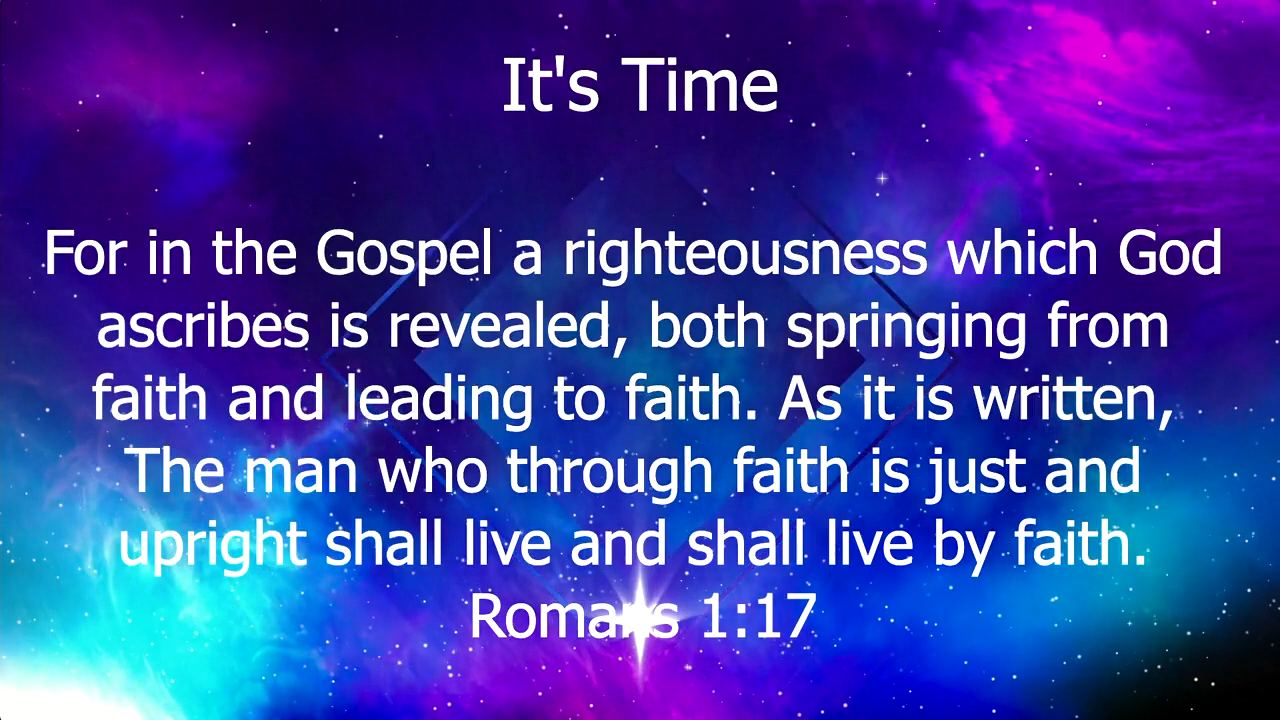 It's Time
For in the Gospel a righteousness which God
ascribes is revealed, both springing from
faith and leading to faith. As it is written,
The man who through faith is just and
upright shall live and shall live by faith.
Romans 1:17